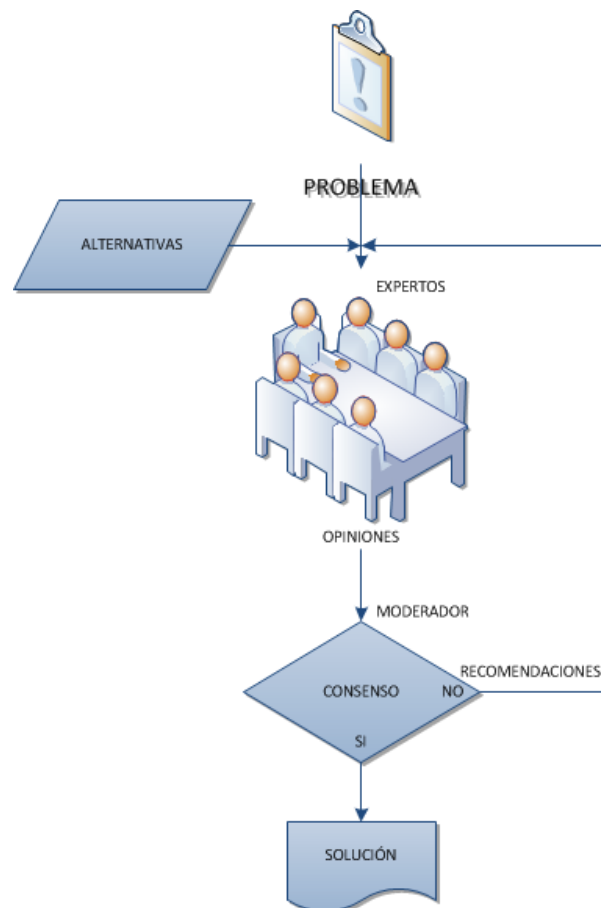 PROBLEMA
ALTERNATIVAS
EXPERTOS
OPINIONES
MODERADOR
RECOMENDACIONES
CONSENSO
NO
SI
SOLUCIÓN